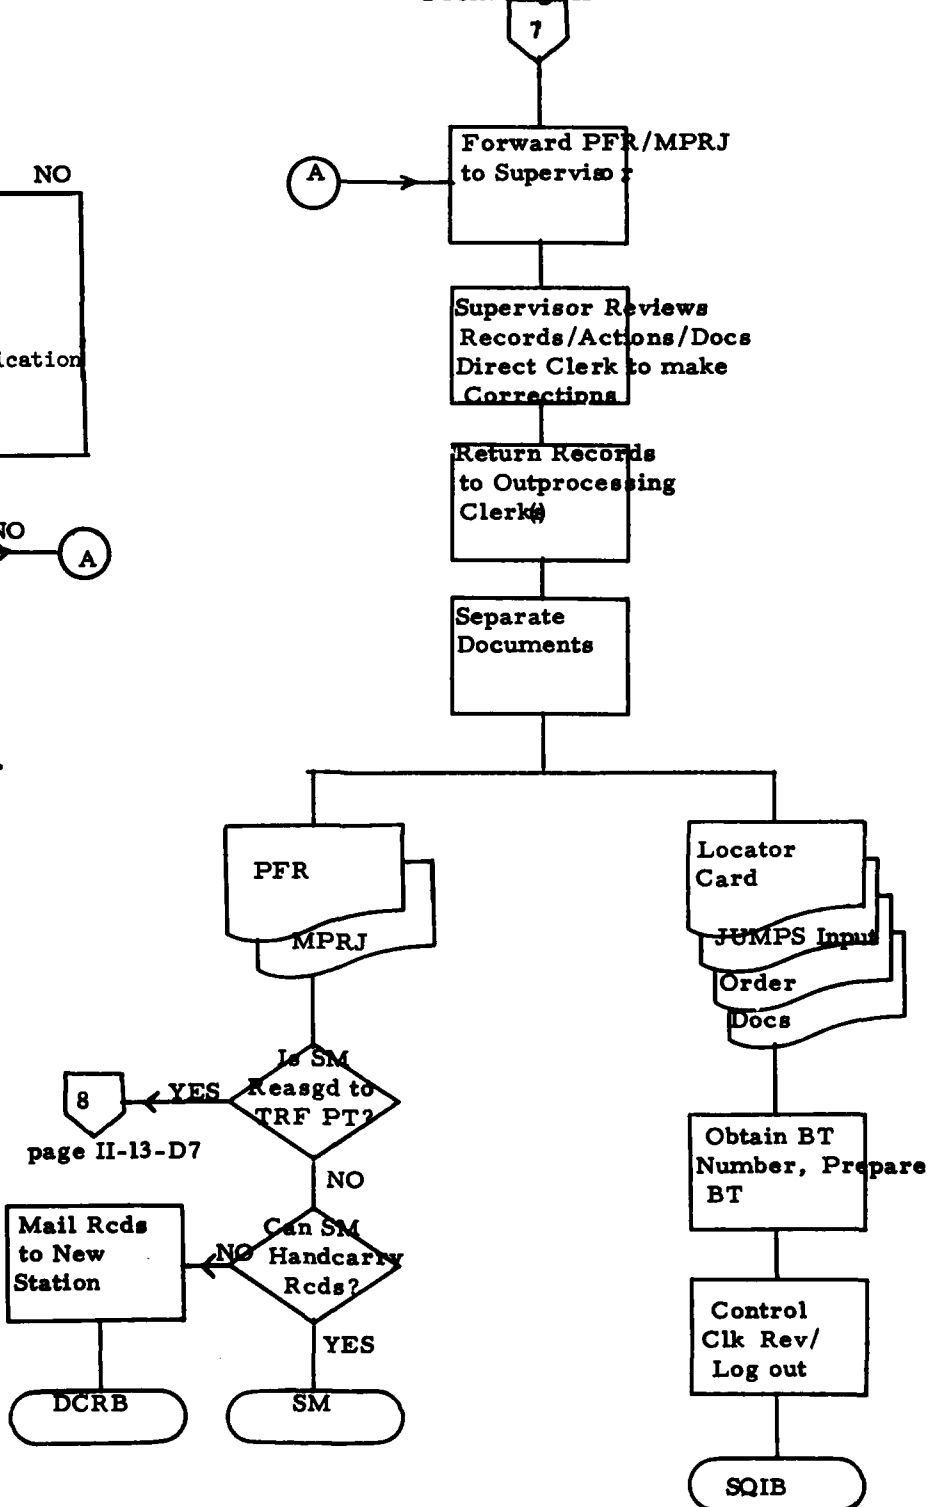 7
NO
A
Forward PFR/MPRJ
to Supervisor
Supervisor Reviews
Records/Actions/Docs
Direct Clerk to make
Corrections
ication
Return Records
to Outprocessing
Clerk(s)
NO
A
Separate
Documents
PFR
MPRJ
Locator
Card
JUMPS Input
Order
Docs
Is SM
Reasgd to
TRF PT?
YES
8
page II-13-D7
NO
Obtain BT
Number, Prepare
BT
Can SM
Handcarry
Rcds?
NO
Mail Rcds
to New
Station
YES
Control
Clk Rev/
Log out
DCRB
SM
SQIB